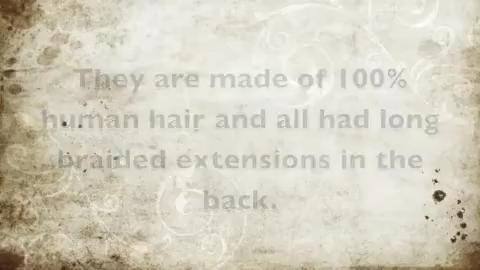 They are made of 100%
human hair and all had long
braided extensions in the
back.